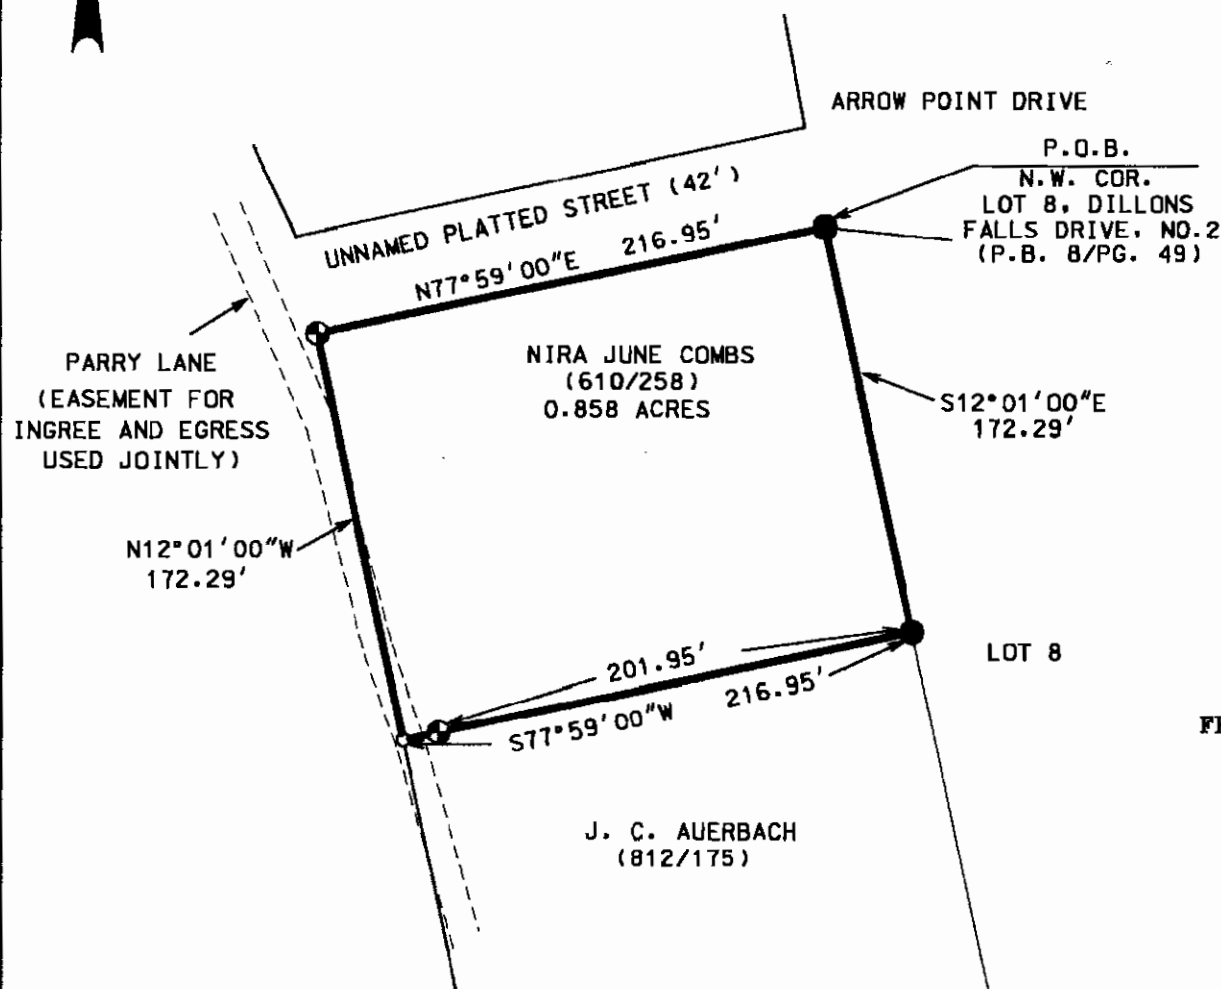 ARROW POINT DRIVE
P.O.B.
N.W. COR.
LOT 8, DILLONS
FALLS DRIVE, NO.2
(P.B. 8/PG. 49)
UNNAMED PLATTED STREET (42')
N77°59'00"E 216.95'
PARRY LANE
(EASEMENT FOR
INGREE AND EGRESS
USED JOINTLY)
NIRA JUNE COMBS
(610/258)
0.858 ACRES
S12°01'00"E
172.29'
N12°01'00"W
172.29'
201.95'
S77°59'00"W 216.95'
LOT 8
J. C. AUERBACH
(812/175)